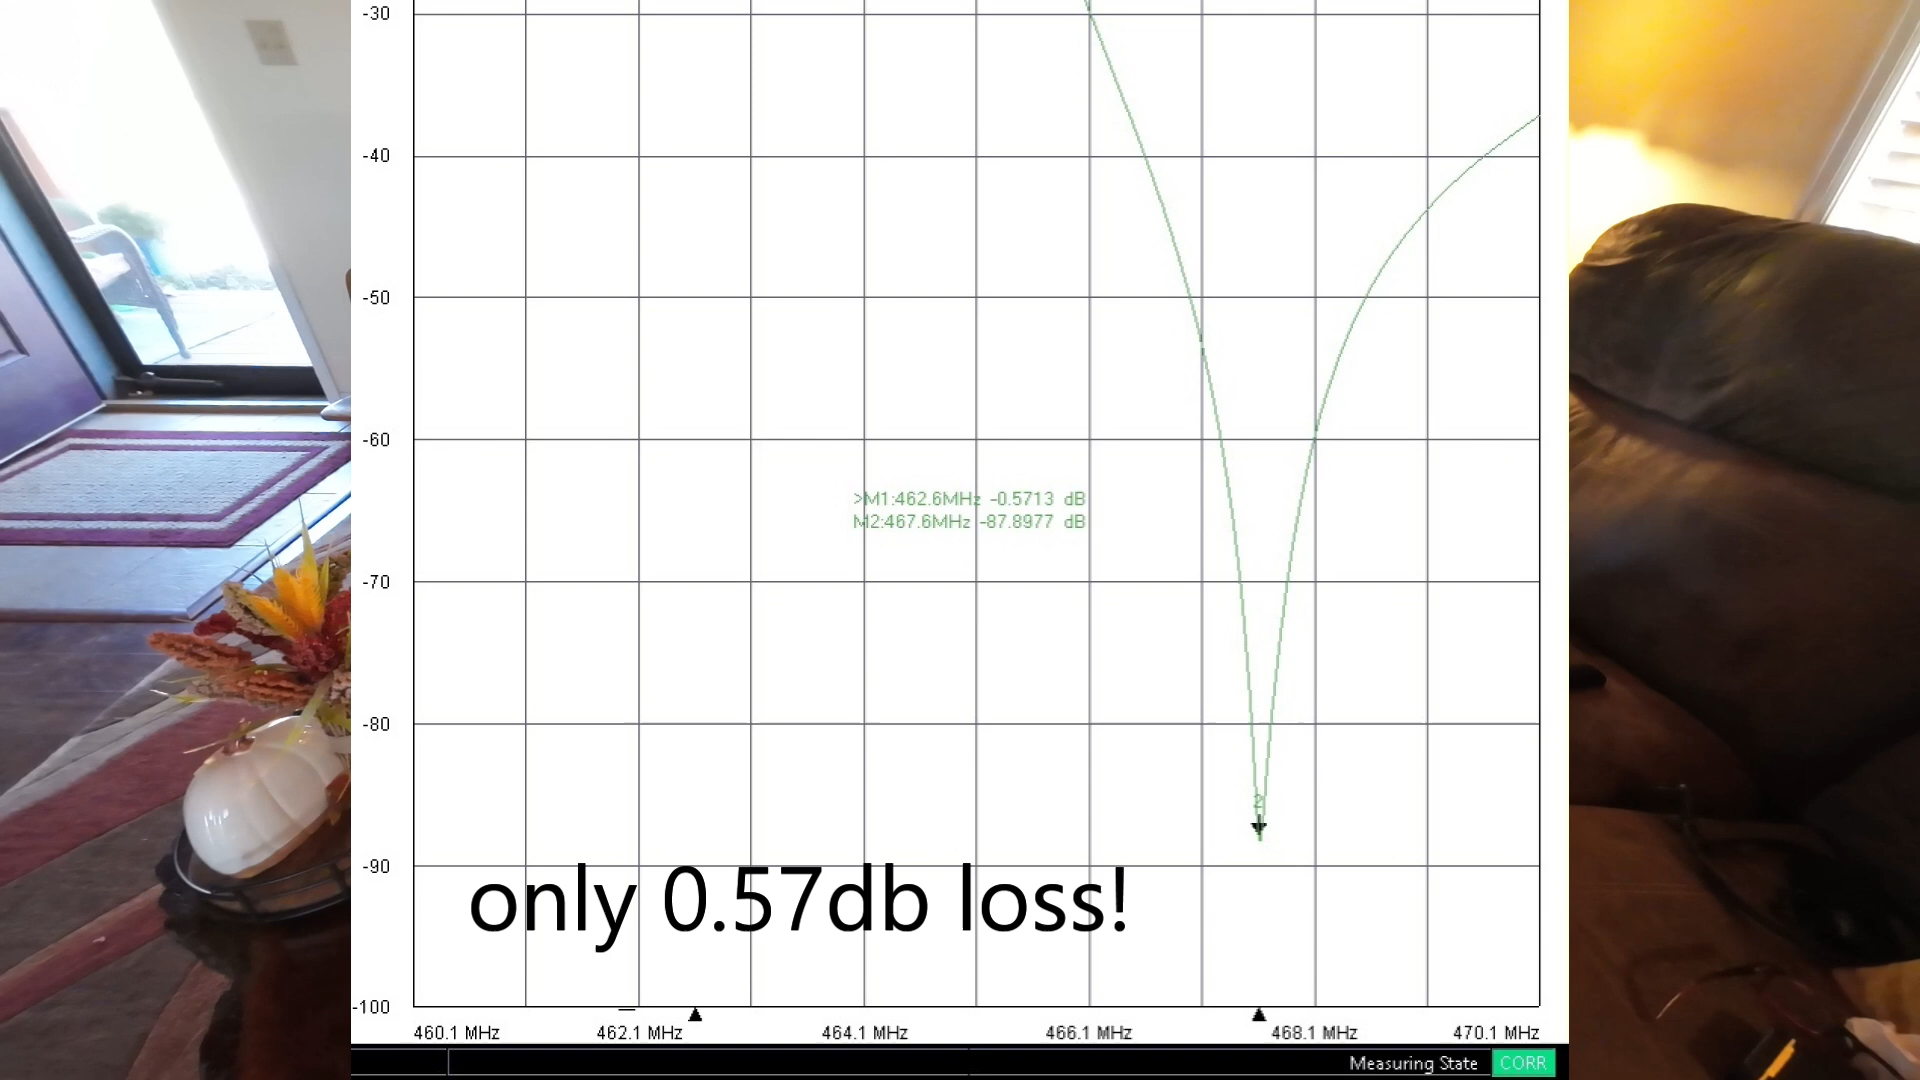 -30
-40
-50
-60
>M1:462.6MHz -0.5713 dB
M2:467.6MHz -87.8977 dB
-70
-80
2
-90
only 0.57db loss!
-100
460.1 MHz 462.1 MHz 464.1 MHz 466.1 MHz 468.1 MHz 470.1 MHz
Measuring State CORR